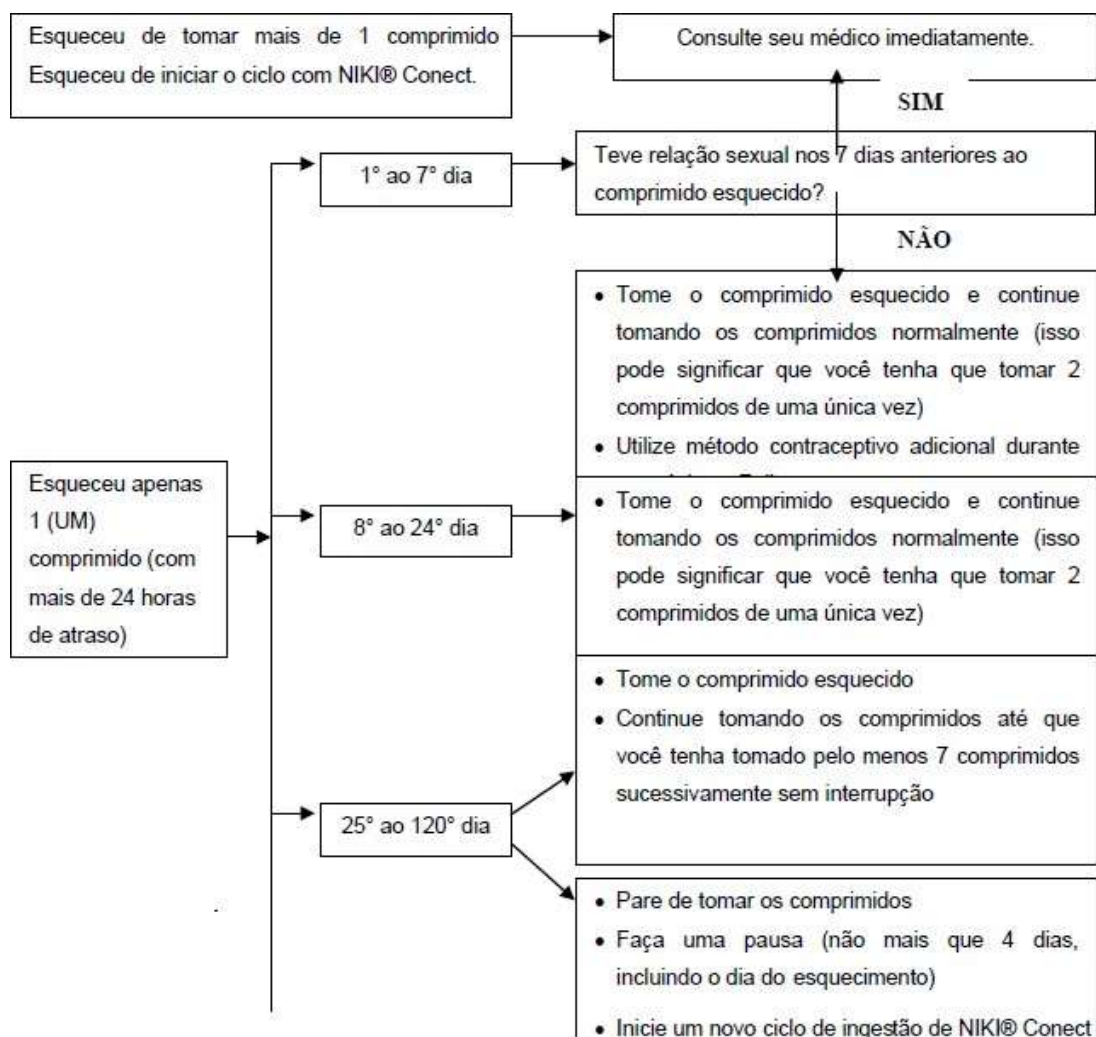 Esqueceu de tomar mais de 1 comprimido
Esqueceu de iniciar o ciclo com NIKI® Conect.
Consulte seu médico imediatamente.
SIM
1° ao 7° dia
Teve relação sexual nos 7 dias anteriores ao
comprimido esquecido?
NÃO
• Tome o comprimido esquecido e continue
tomando os comprimidos normalmente (isso
pode significar que você tenha que tomar 2
comprimidos de uma única vez)
• Utilize método contraceptivo adicional durante
Esqueceu apenas
1 (UM)
comprimido (com
mais de 24 horas
de atraso)
8° ao 24° dia
• Tome o comprimido esquecido e continue
tomando os comprimidos normalmente (isso
pode significar que você tenha que tomar 2
comprimidos de uma única vez)
25° ao 120° dia
• Tome o comprimido esquecido
• Continue tomando os comprimidos até que
você tenha tomado pelo menos 7 comprimidos
sucessivamente sem interrupção
• Pare de tomar os comprimidos
• Faça uma pausa (não mais que 4 dias,
incluindo o dia do esquecimento)
• Inicie um novo ciclo de ingestão de NIKI® Conect